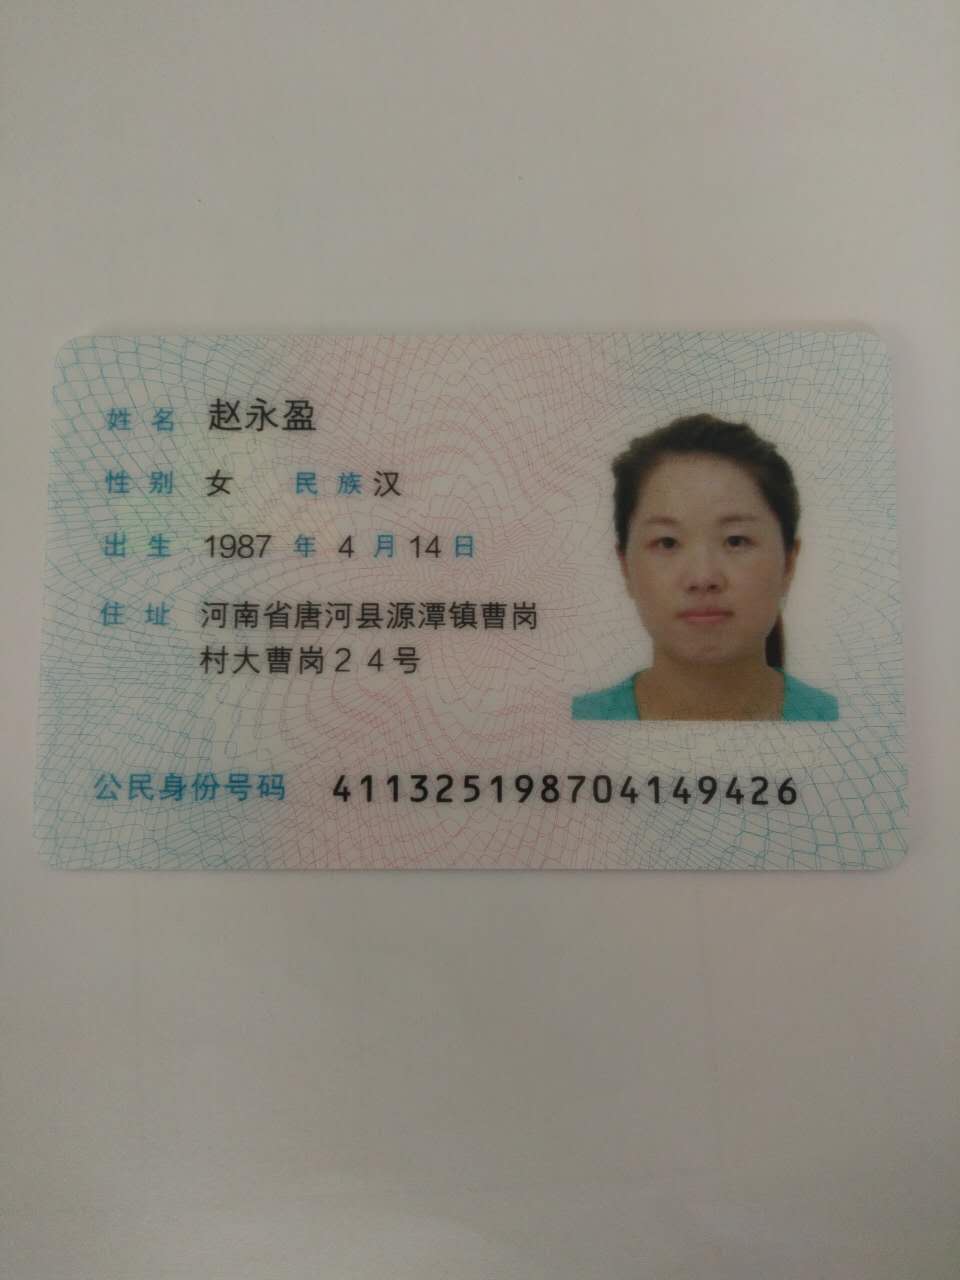 姓名 赵永盈
性别 女 民族 汉
出生 1987 年 4 月 14 日
住址 河南省唐河县源潭镇曹岗
村大曹岗24号
公民身份号码 411325198704149426